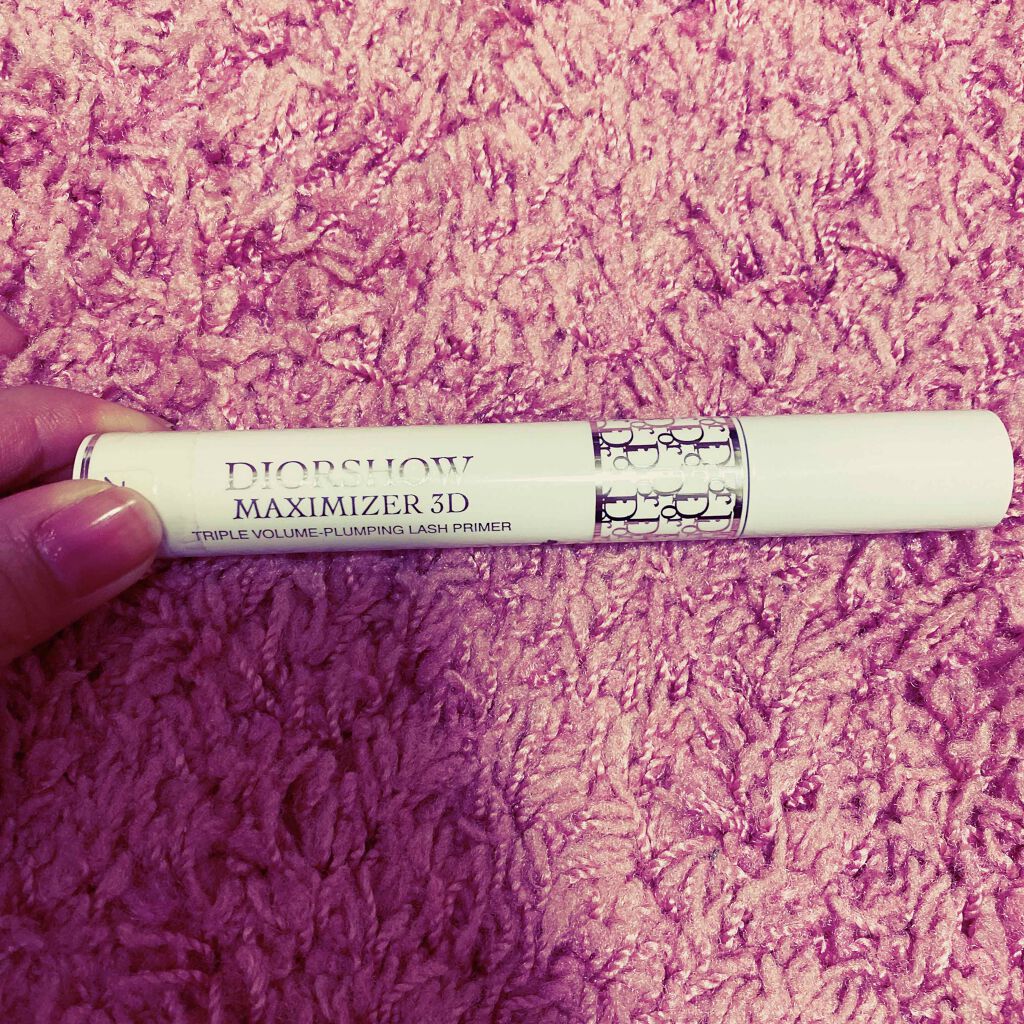 DIORSHOW
MAXIMIZER 3D
TRIPLE VOLUME-PLUMPING LASH PRIMER